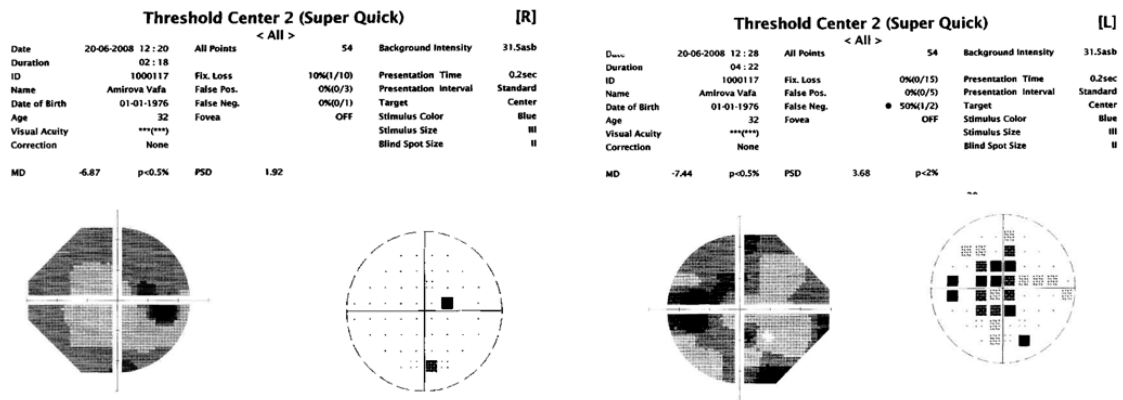 Threshold Center 2 (Super Quick) [R]
< All >
Date 20-06-2008 12:20 All Points 54 Background Intensity 31.5asb
Duration 02:18
ID 1000117 Fix. Loss 10%(1/10) Presentation Time 0.2sec
Name Amirova Vafa False Pos. 0%(0/3) Presentation Interval Standard
Date of Birth 01-01-1976 False Neg. 0%(0/1) Target Center
Age 32 Fovea OFF Stimulus Color Blue
Visual Acuity ***(***) Stimulus Size III
Correction None Blind Spot Size II
MD -6.87 p<0.5% PSD 1.92
Threshold Center 2 (Super Quick) [L]
< All >
20-06-2008 12:28 All Points 54 Background Intensity 31.5asb
Duration 04:22
ID 1000117 Fix. Loss 0%(0/15) Presentation Time 0.2sec
Name Amirova Vafa False Pos. 0%(0/5) Presentation Interval Standard
Date of Birth 01-01-1976 False Neg. ● 50%(1/2) Target Center
Age 32 Fovea OFF Stimulus Color Blue
Visual Acuity ***(***) Stimulus Size III
Correction None Blind Spot Size II
MD -7.44 p<0.5% PSD 3.68 p<2%